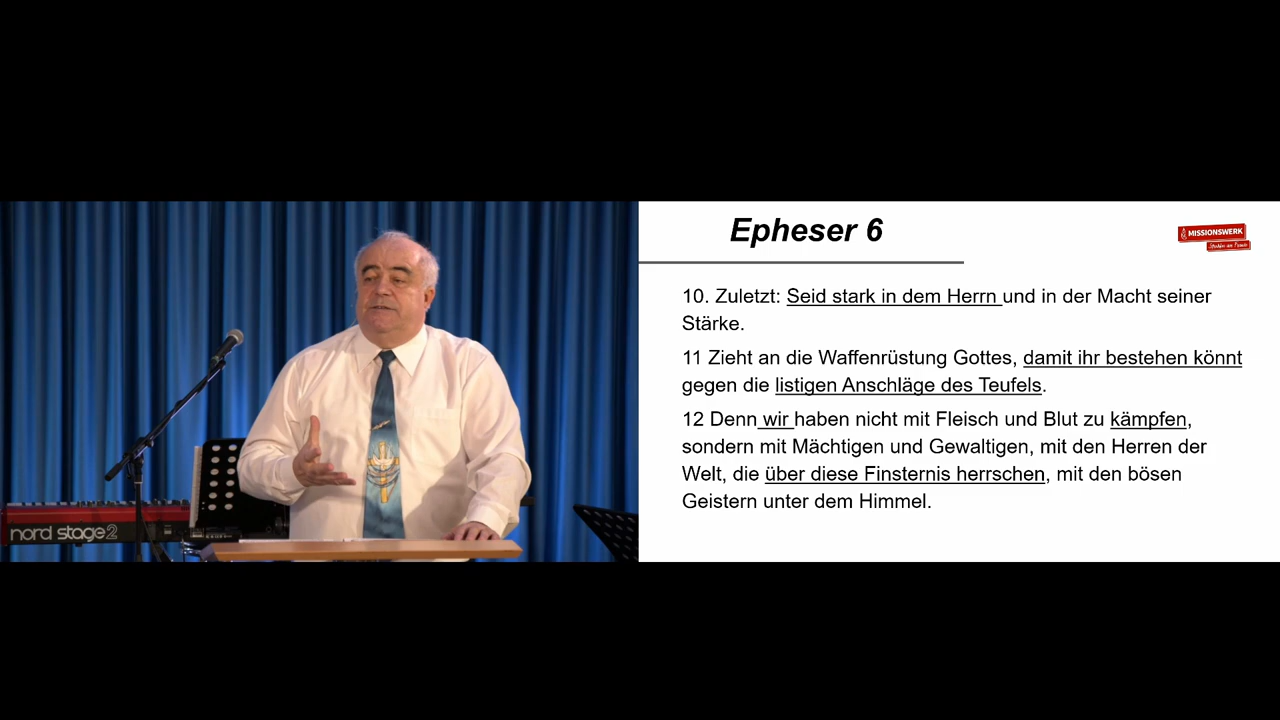 nord stage 2
Epheser 6
MISSIONSWERK
10. Zuletzt: Seid stark in dem Herrn und in der Macht seiner
Stärke.
11 Zieht an die Waffenrüstung Gottes, damit ihr bestehen könnt
gegen die listigen Anschläge des Teufels.
12 Denn wir haben nicht mit Fleisch und Blut zu kämpfen,
sondern mit Mächtigen und Gewaltigen, mit den Herren der
Welt, die über diese Finsternis herrschen, mit den bösen
Geistern unter dem Himmel.